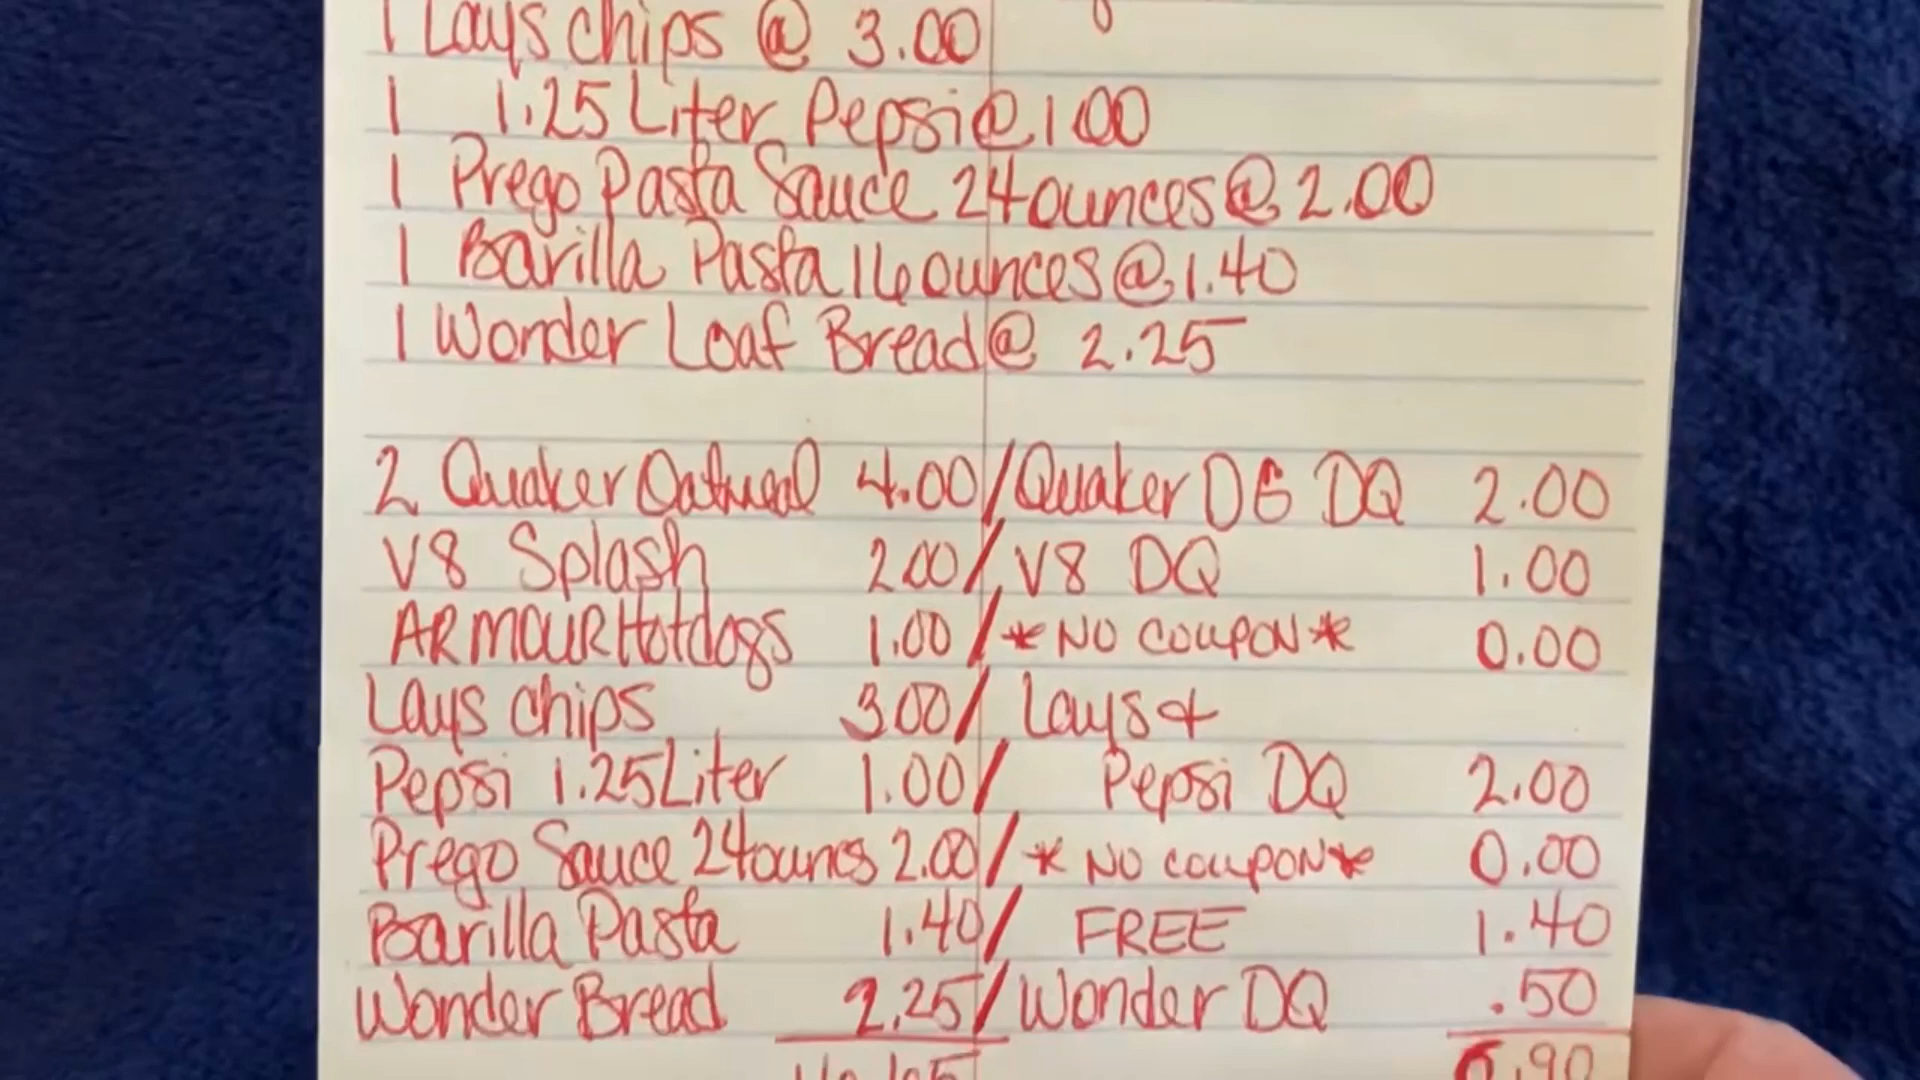 1 Lays chips @ 3.00
1 1.25 Liter Pepsi @ 1.00
1 Prego Pasta Sauce 24 ounces @ 2.00
1 Barilla Pasta 16 ounces @ 1.40
1 Wonder Loaf Bread @ 2.25
2 Quaker Oatmeal 4.00 / Quaker DG DQ 2.00
V8 Splash 2.00 / V8 DQ 1.00
ARMOUR Hotdogs 1.00 / *NO COUPON* 0.00
Lays chips 3.00 / Lays &
Pepsi 1.25 Liter 1.00 / Pepsi DQ 2.00
Prego Sauce 24 ouncs 2.00 / * NO COUPON* 0.00
Barilla Pasta 1.40 / FREE 1.40
Wonder Bread 2.25 / Wonder DQ .50
16.65 6.90